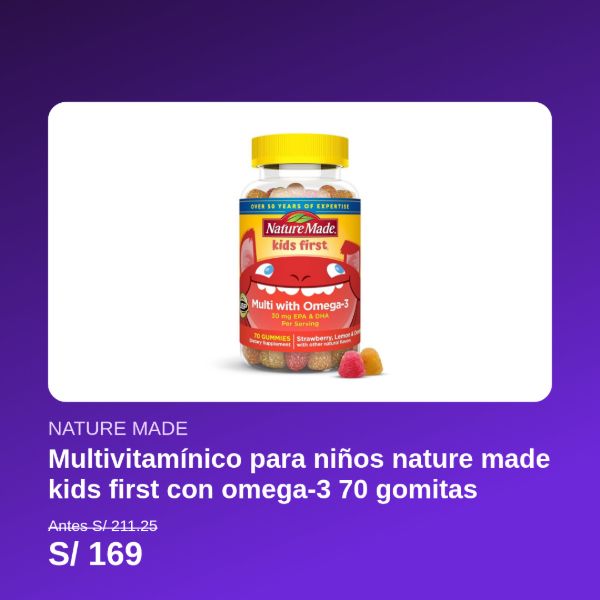 OVER 50 YEARS OF EXPERTISE
Nature Made
kids first
Multi with Omega-3
30 mg EPA & DHA
Per Serving
70 GUMMIES
Dietary Supplement
Strawberry, Lemon &
with other natural flavors
NATURE MADE
Multivitamínico para niños nature made
kids first con omega-3 70 gomitas
Antes S/ 211.25
S/ 169